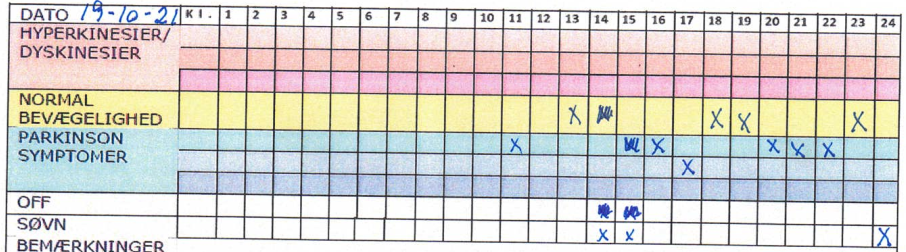 DATO 19-10-21 Kl. 1 2 3 4 5 6 7 8 9 10 11 12 13 14 15 16 17 18 19 20 21 22 23 24
HYPERKINESIER/
DYSKINESIER
NORMAL
BEVÆGELIGHED X X X X
PARKINSON X X X X X
SYMPTOMER X
OFF
SØVN X X X
BEMÆRKNINGER